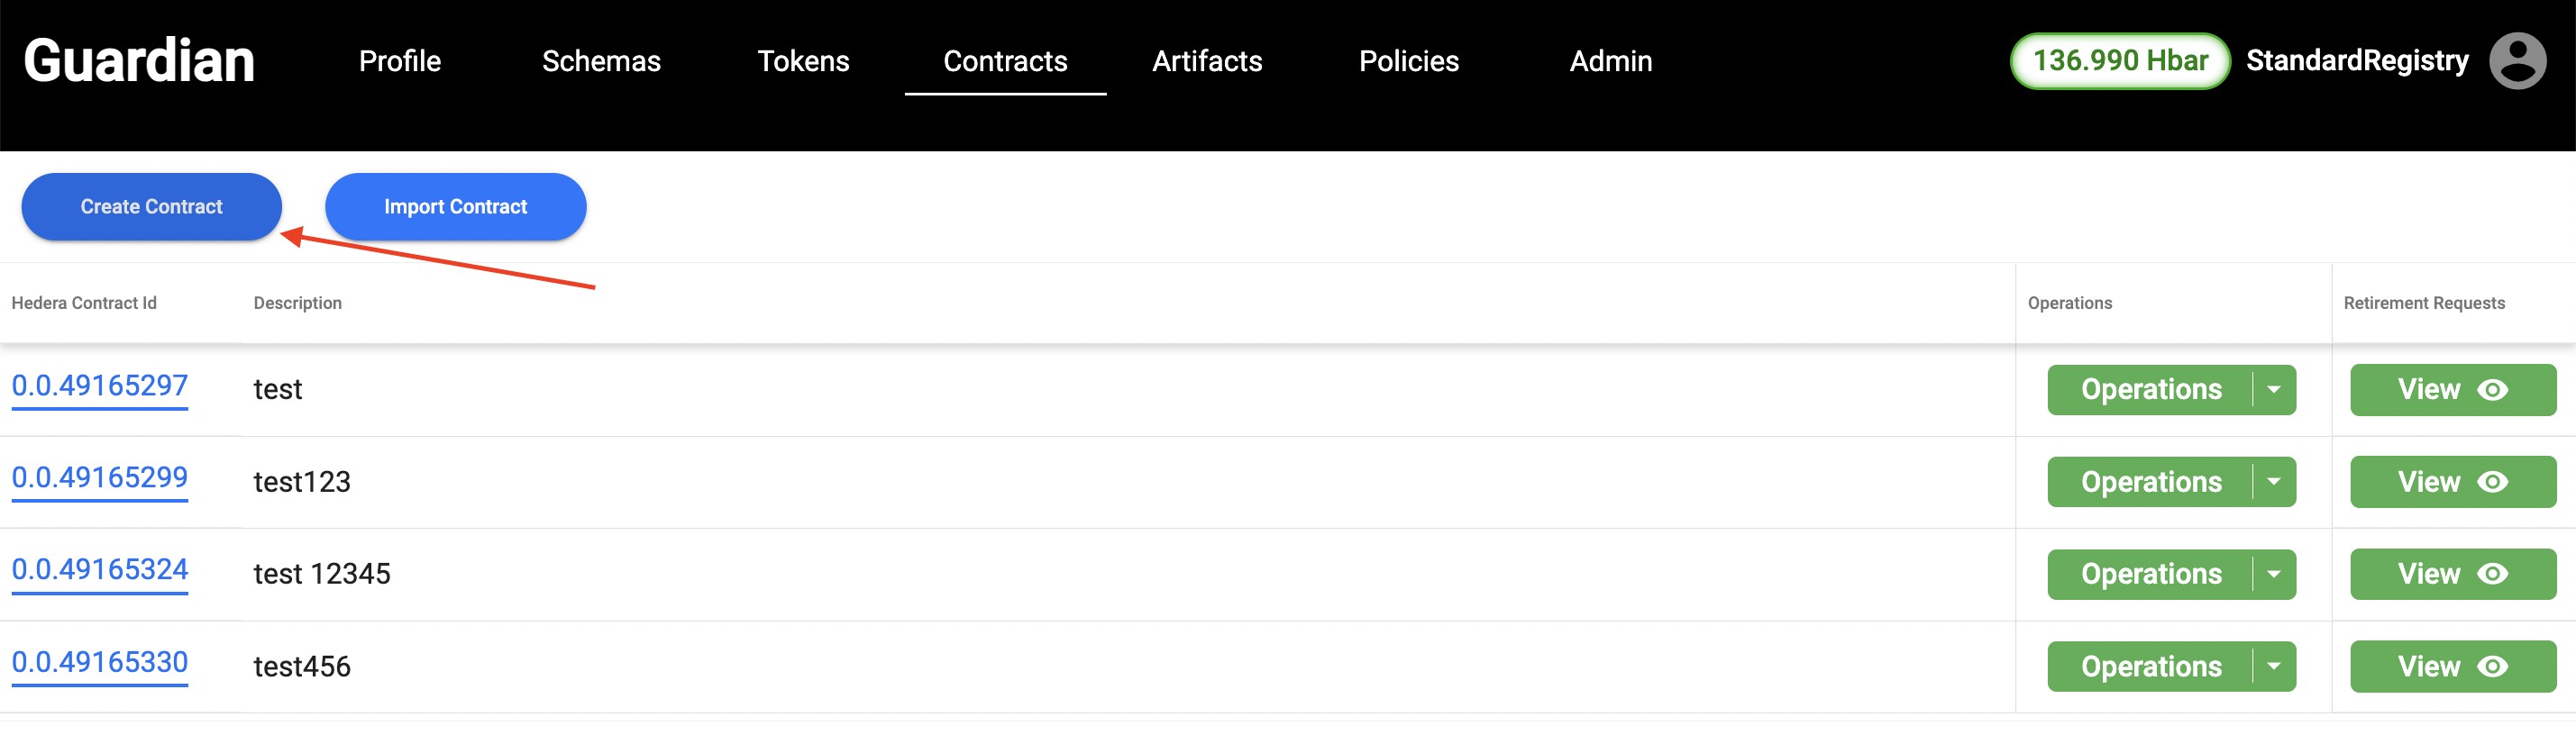 Guardian Profile Schemas Tokens Contracts Artifacts Policies Admin 136.990 Hbar StandardRegistry
Create Contract Import Contract
Hedera Contract Id Description Operations Retirement Requests
0.0.49165297 test Operations View
0.0.49165299 test123 Operations View
0.0.49165324 test 12345 Operations View
0.0.49165330 test456 Operations View